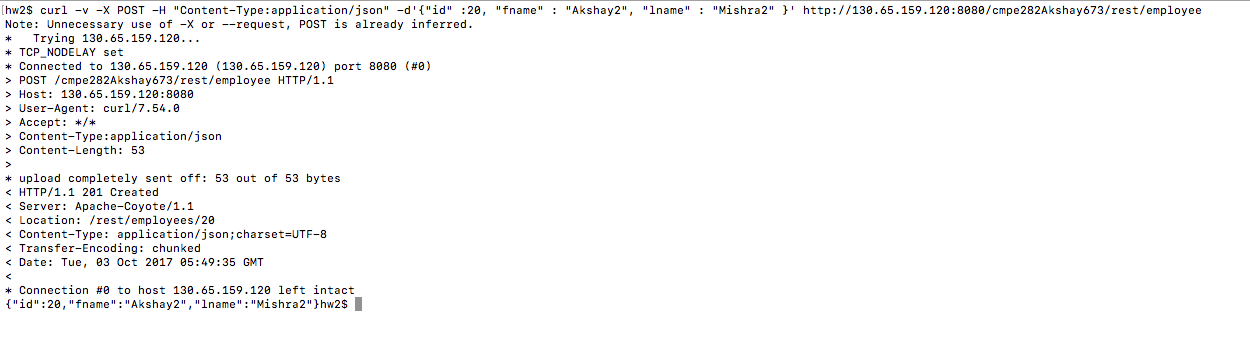 hw2$ curl -v -X POST -H "Content-Type:application/json" -d'{"id" :20, "fname" : "Akshay2", "lname" : "Mishra2" }' http://130.65.159.120:8080/cmpe282Akshay673/rest/employee
Note: Unnecessary use of -X or --request, POST is already inferred.
*   Trying 130.65.159.120...
* TCP_NODELAY set
* Connected to 130.65.159.120 (130.65.159.120) port 8080 (#0)
> POST /cmpe282Akshay673/rest/employee HTTP/1.1
> Host: 130.65.159.120:8080
> User-Agent: curl/7.54.0
> Accept: */*
> Content-Type:application/json
> Content-Length: 53
>
* upload completely sent off: 53 out of 53 bytes
< HTTP/1.1 201 Created
< Server: Apache-Coyote/1.1
< Location: /rest/employees/20
< Content-Type: application/json;charset=UTF-8
< Transfer-Encoding: chunked
< Date: Tue, 03 Oct 2017 05:49:35 GMT
<
* Connection #0 to host 130.65.159.120 left intact
{"id":20,"fname":"Akshay2","lname":"Mishra2"}hw2$